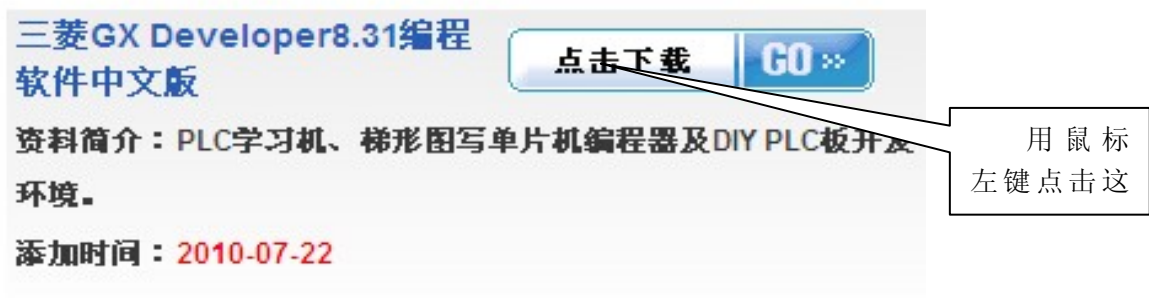 三菱GX Developer8.31编程
软件中文版
点击下载 GO »
资料简介：PLC学习机、梯形图写单片机编程器及DIY PLC板开发
环境。
添加时间：2010-07-22
用鼠标
左键点击这